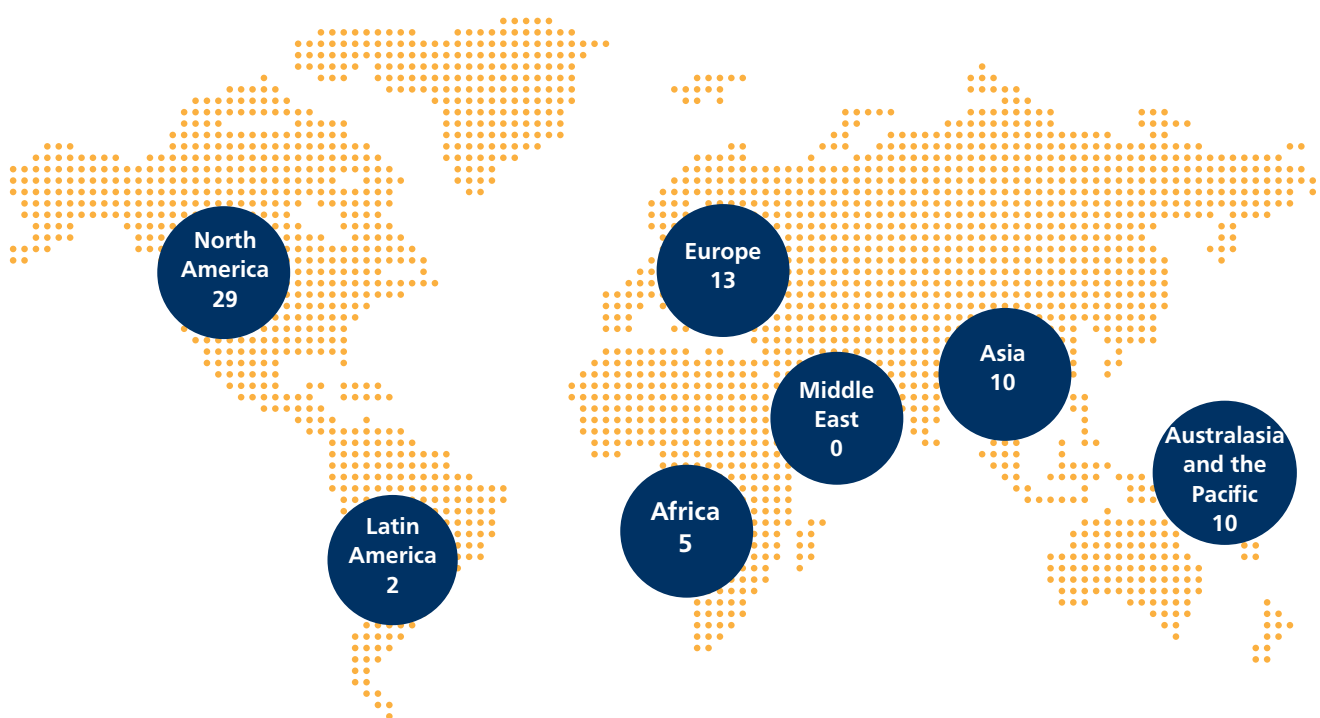 North
America
29
Europe
13
Asia
10
Middle
East
0
Australasia
and the
Pacific
10
Africa
5
Latin
America
2